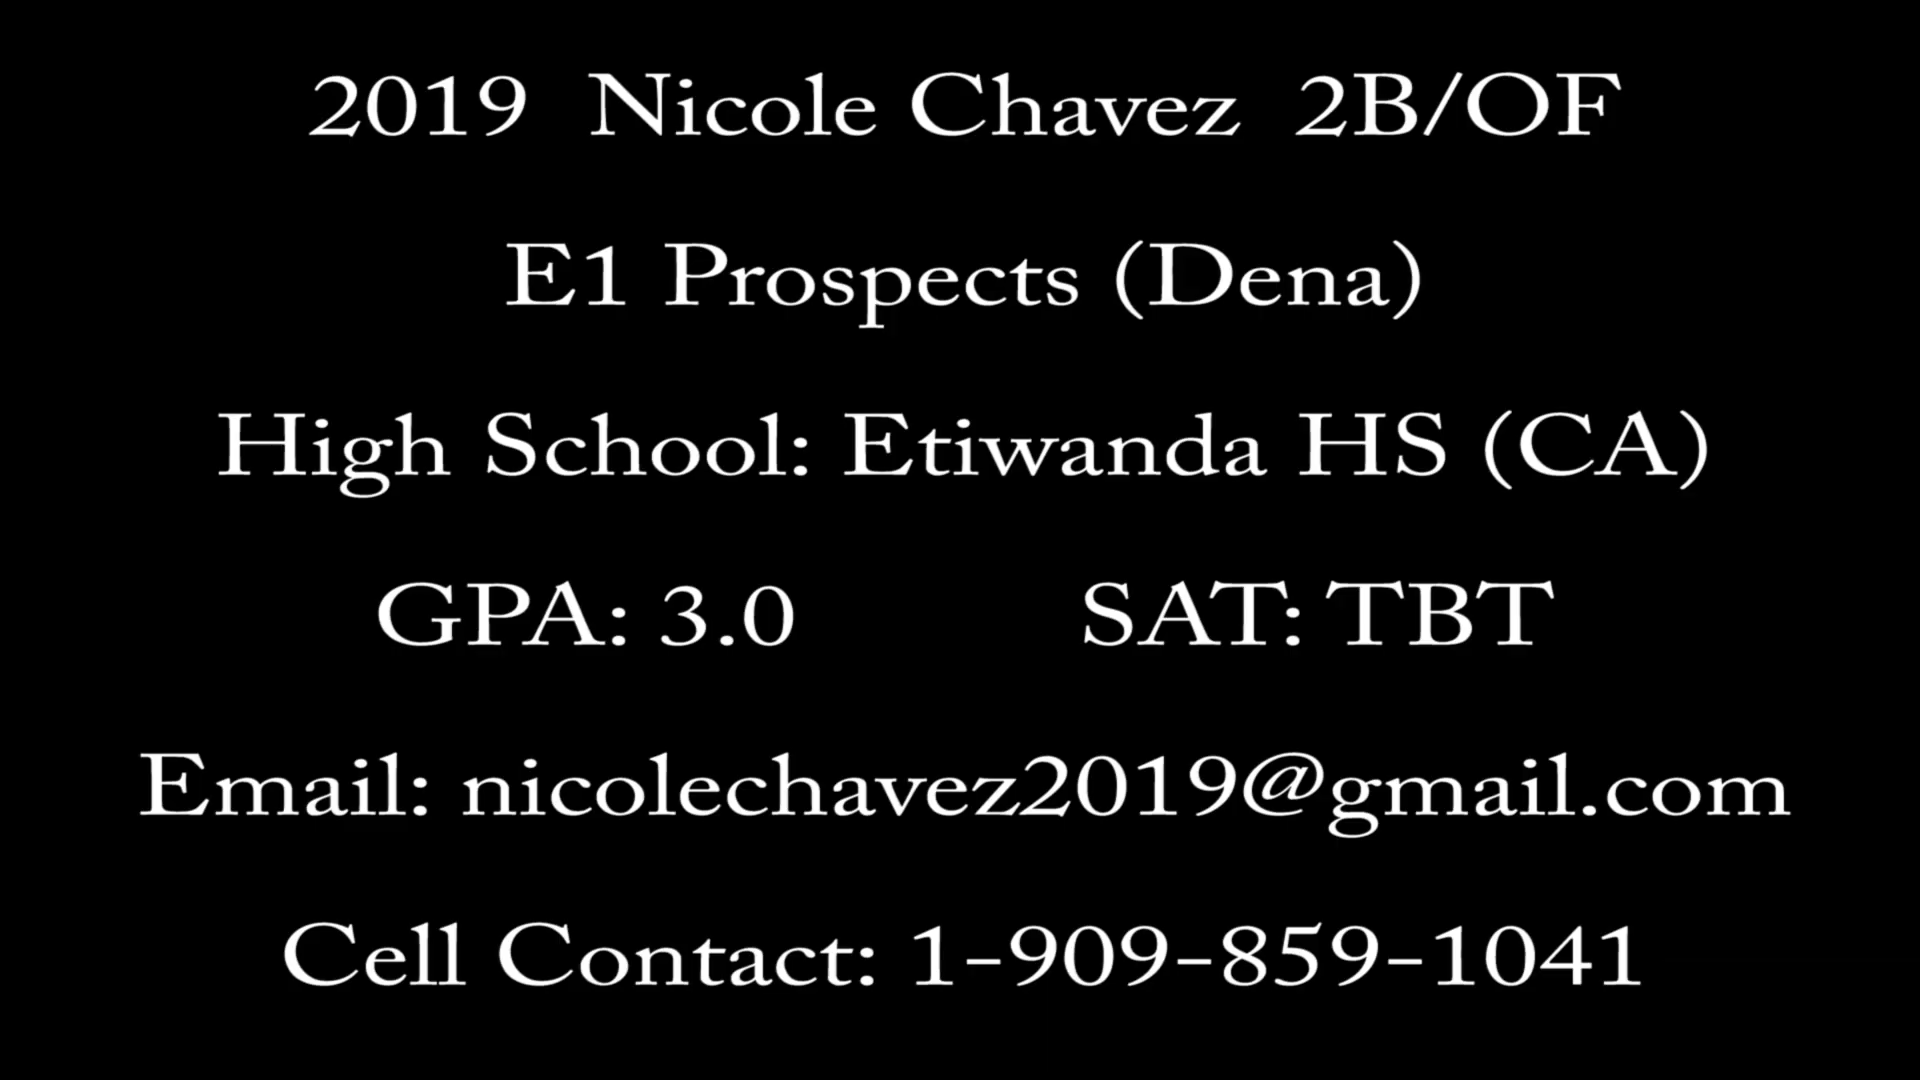 2019 Nicole Chavez 2B/OF
E1 Prospects (Dena)
High School: Etiwanda HS (CA)
GPA: 3.0 SAT: TBT
Email: nicolechavez2019@gmail.com
Cell Contact: 1-909-859-1041